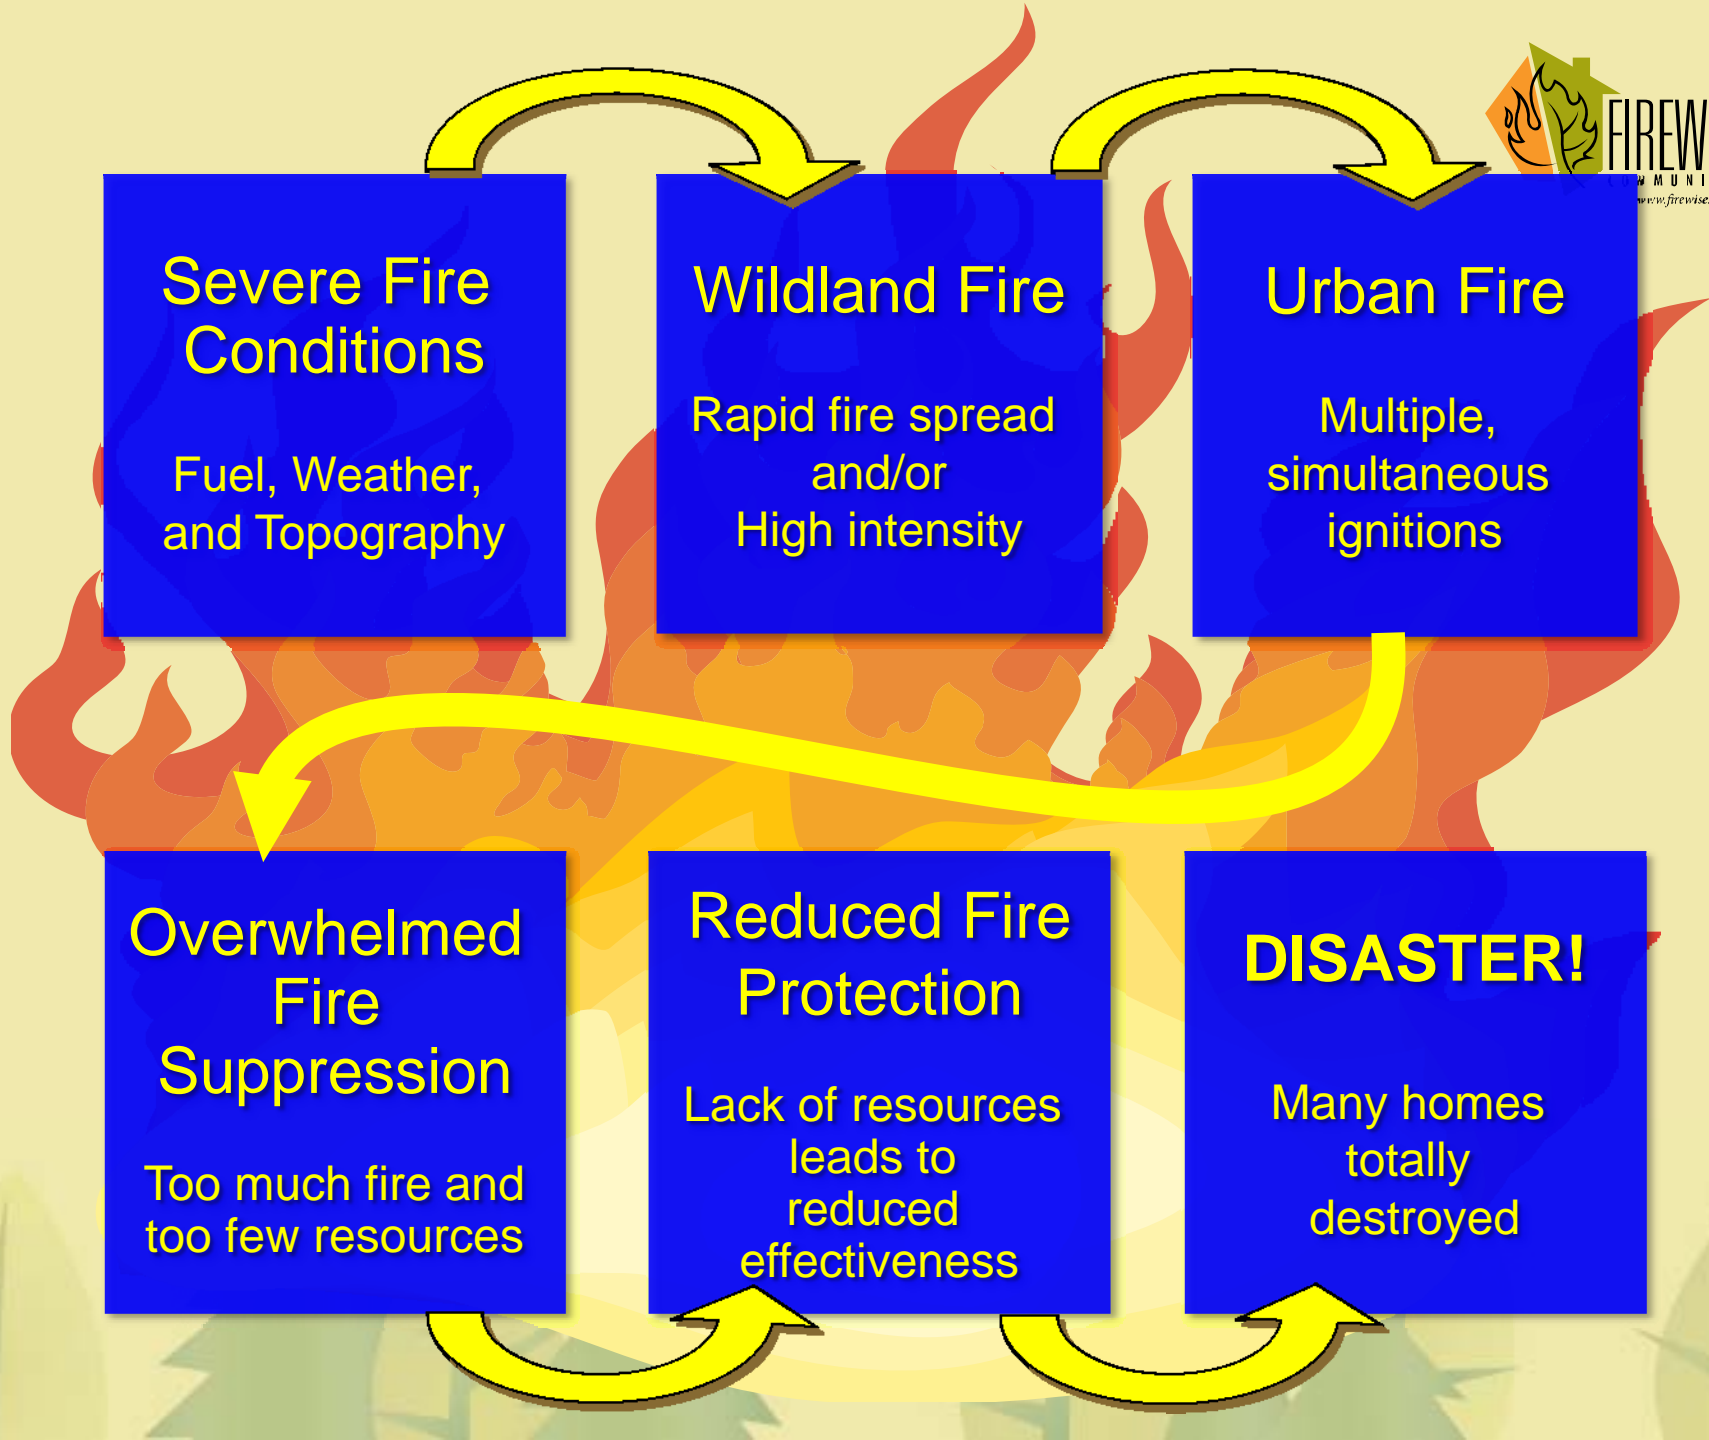 Severe Fire
Conditions
Fuel, Weather,
and Topography
Wildland Fire
Rapid fire spread
and/or
High intensity
Urban Fire
Multiple,
simultaneous
ignitions
Overwhelmed
Fire
Suppression
Too much fire and
too few resources
Reduced Fire
Protection
Lack of resources
leads to
reduced
effectiveness
DISASTER!
Many homes
totally
destroyed